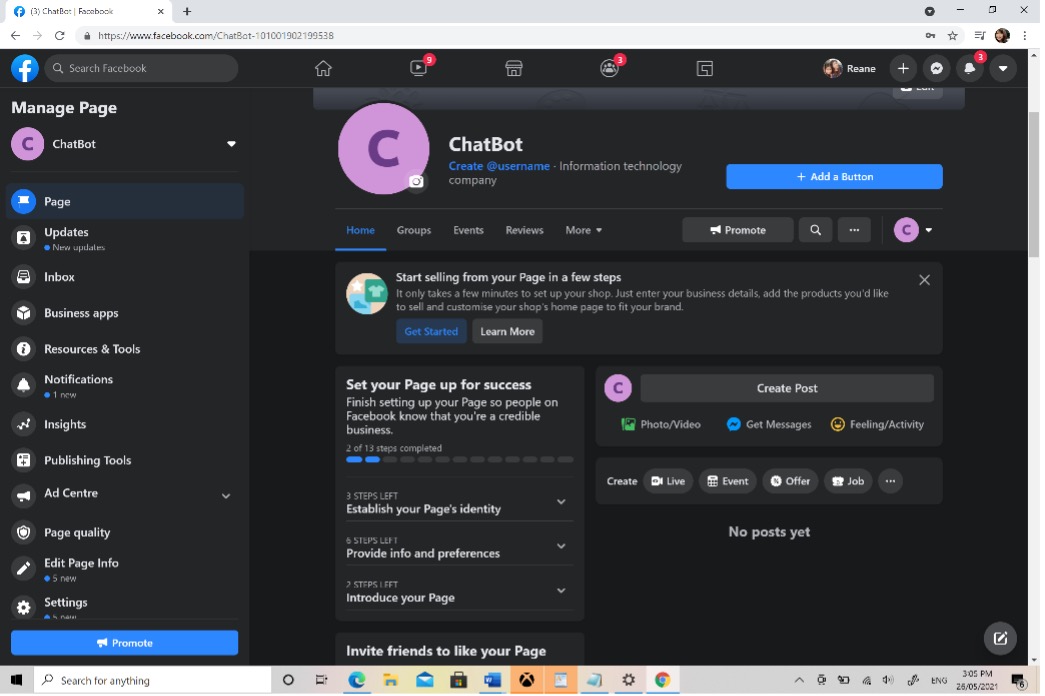 (3) ChatBot | Facebook
https://www.facebook.com/ChatBot-101001902199538
Search Facebook
9
3
Reane
3
Manage Page
C
ChatBot
Page
Updates
New updates
Inbox
Business apps
Resources & Tools
Notifications
1 new
Insights
Publishing Tools
Ad Centre
Page quality
Edit Page Info
5 new
Settings
5 new
Promote
Edit
C
ChatBot
Create @username - Information technology
company
+ Add a Button
Home
Groups
Events
Reviews
More
Promote
C
Start selling from your Page in a few steps
It only takes a few minutes to set up your shop. Just enter your business details, add the products you'd like
to sell and customise your shop's home page to fit your brand.
Get Started
Learn More
Set your Page up for success
Finish setting up your Page so people on
Facebook know that you're a credible
business.
2 of 13 steps completed
3 STEPS LEFT
Establish your Page's identity
6 STEPS LEFT
Provide info and preferences
2 STEPS LEFT
Introduce your Page
Invite friends to like your Page
C
Create Post
Photo/Video
Get Messages
Feeling/Activity
Create
Live
Event
Offer
Job
No posts yet
Search for anything
ENG
3:05 PM
26/05/2021
6